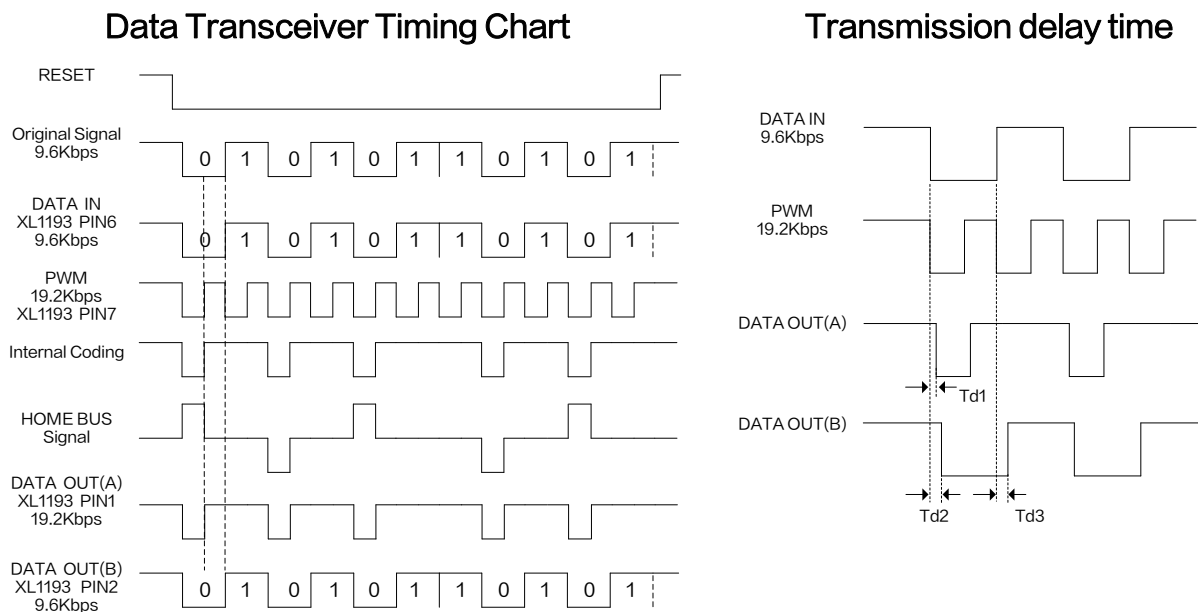 Data Transceiver Timing Chart
RESET
Original Signal
9.6Kbps
0 1 0 1 0 1 1 0 1 0 1
DATA IN
XL1193 PIN6
9.6Kbps
0 1 0 1 0 1 1 0 1 0 1
PWM
19.2Kbps
XL1193 PIN7
Internal Coding
HOME BUS
Signal
DATA OUT(A)
XL1193 PIN1
19.2Kbps
DATA OUT(B)
XL1193 PIN2
9.6Kbps
0 1 0 1 0 1 1 0 1 0 1
Transmission delay time
DATA IN
9.6Kbps
PWM
19.2Kbps
DATA OUT(A)
Td1
DATA OUT(B)
Td2 Td3